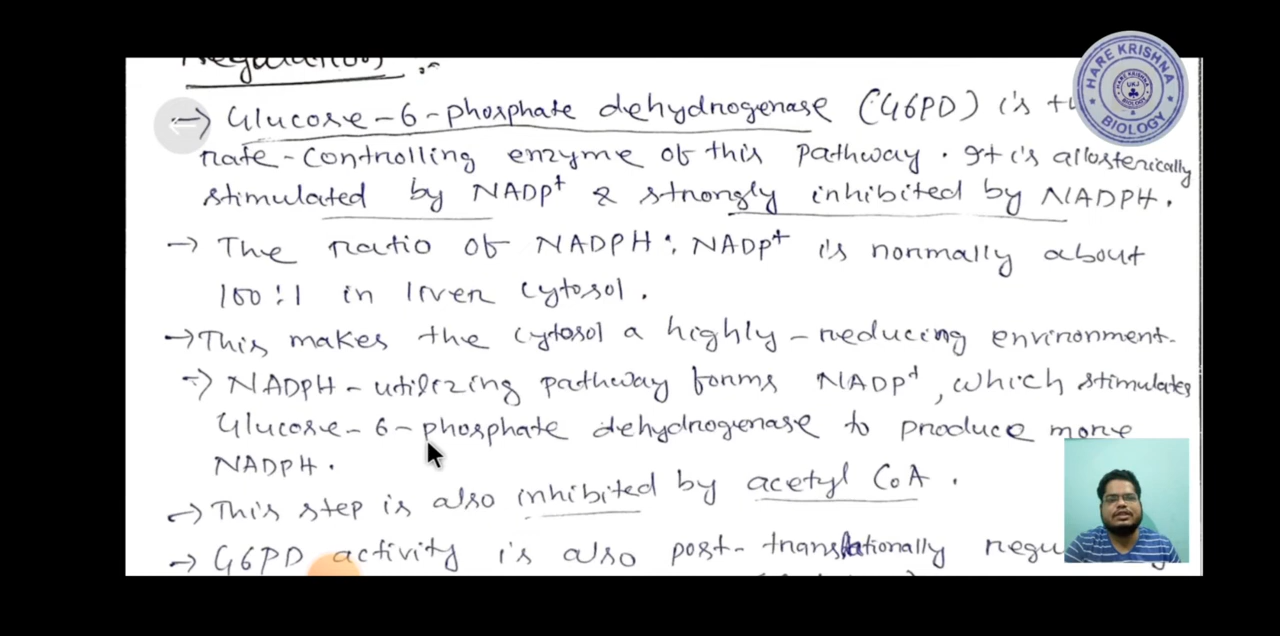 Regulation :-
HARE KRISHNA
BIOLOGY
→ Glucose-6-phosphate dehydrogenase (G6PD) is
rate-controlling enzyme of this pathway. It is allosterically
stimulated by NADP+ & strongly inhibited by NADPH.
→ The ratio of NADPH : NADP+ is normally about
100:1 in liver cytosol.
→ This makes the cytosol a highly-reducing environment.
→ NADPH-utilizing pathway forms NADP+, which stimulates
Glucose-6-phosphate dehydrogenase to produce more
NADPH.
→ This step is also inhibited by acetyl CoA.
→ G6PD activity is also post-translationally